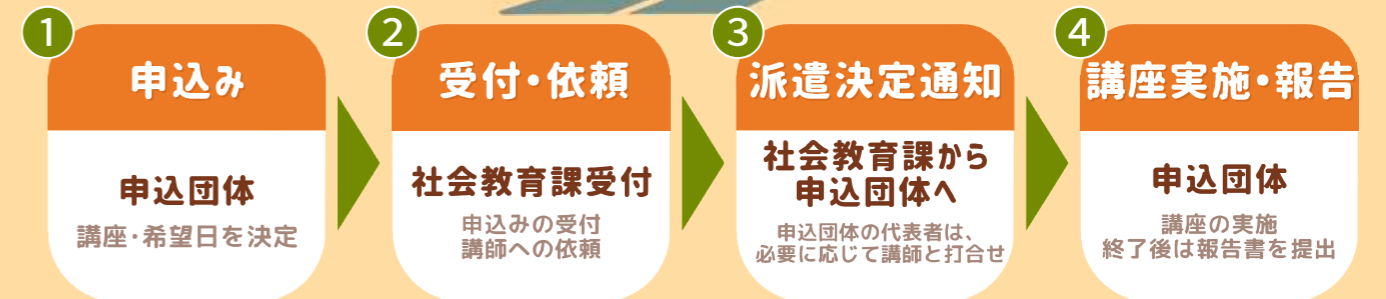 1
申込み
申込団体
講座・希望日を決定
2
受付・依頼
社会教育課受付
申込みの受付
講師への依頼
3
派遣決定通知
社会教育課から
申込団体へ
申込団体の代表者は、
必要に応じて講師と打合せ
4
講座実施・報告
申込団体
講座の実施
終了後は報告書を提出